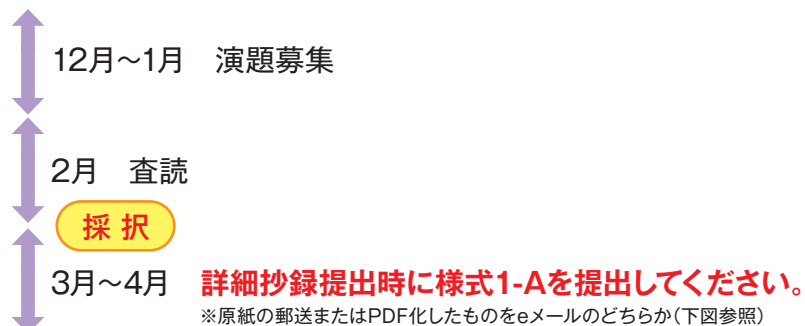 12月～1月　演題募集
2月　査読
採 択
3月～4月　詳細抄録提出時に様式1-Aを提出してください。
※原紙の郵送またはPDF化したものをeメールのどちらか（下図参照）